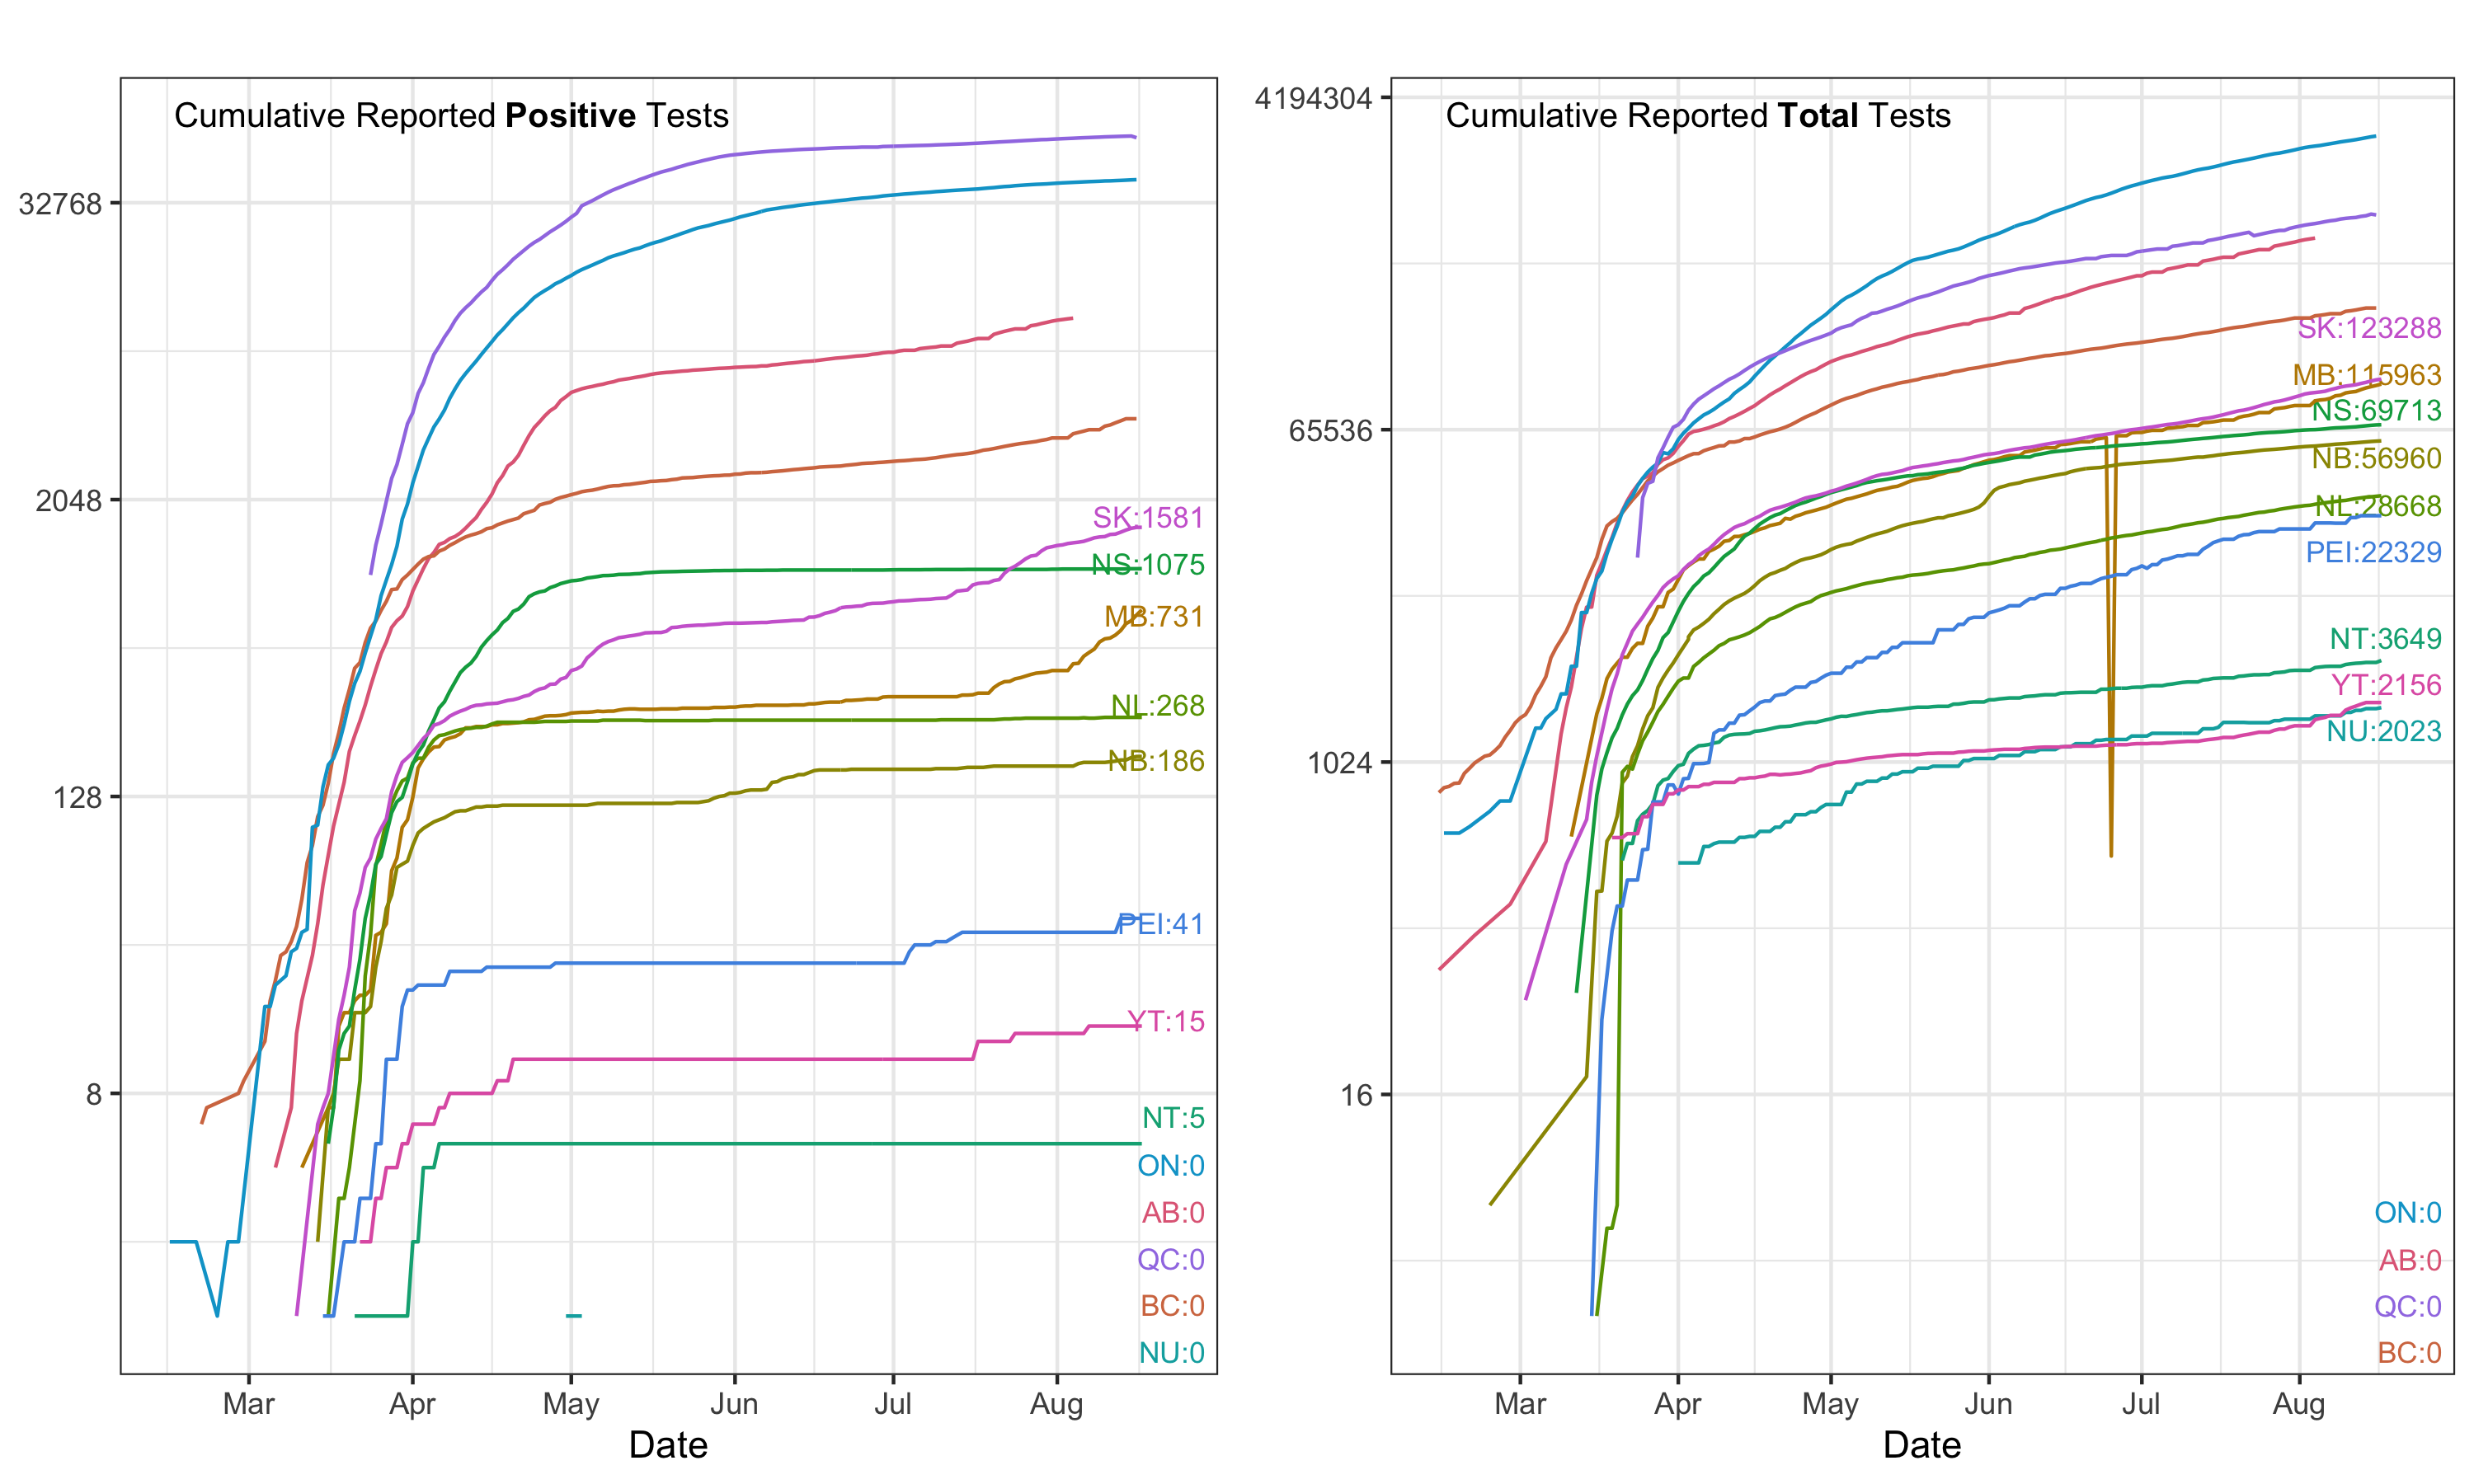 Cumulative Reported Positive Tests
32768
2048
128
8
SK:1581
NS:1075
MB:731
NL:268
NB:186
PEI:41
YT:15
NT:5
ON:0
AB:0
QC:0
BC:0
NU:0
Mar Apr May Jun Jul Aug
Date
Cumulative Reported Total Tests
4194304
65536
1024
16
SK:123288
MB:115963
NS:69713
NB:56960
NL:28668
PEI:22329
NT:3649
YT:2156
NU:2023
ON:0
AB:0
QC:0
BC:0
Mar Apr May Jun Jul Aug
Date